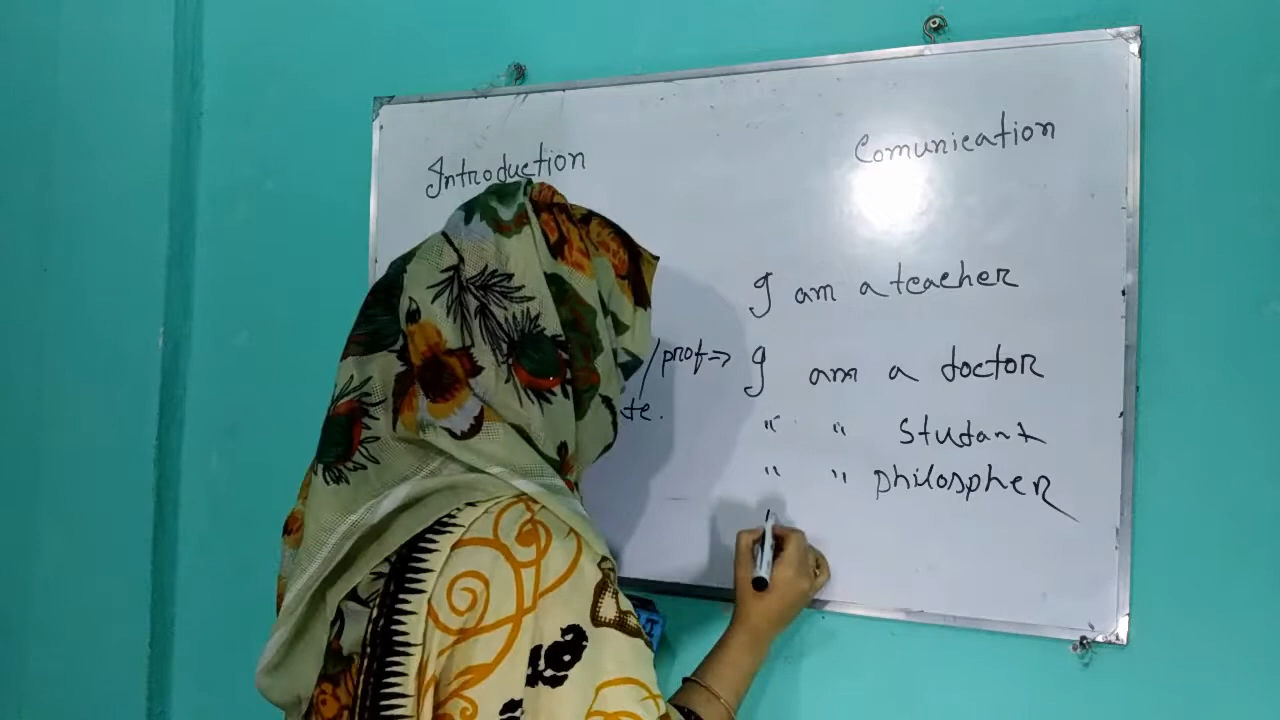 Introduction
Comunication
I am a teacher
/prof⇒ I am a doctor
te.
" " Studant
" " philospher